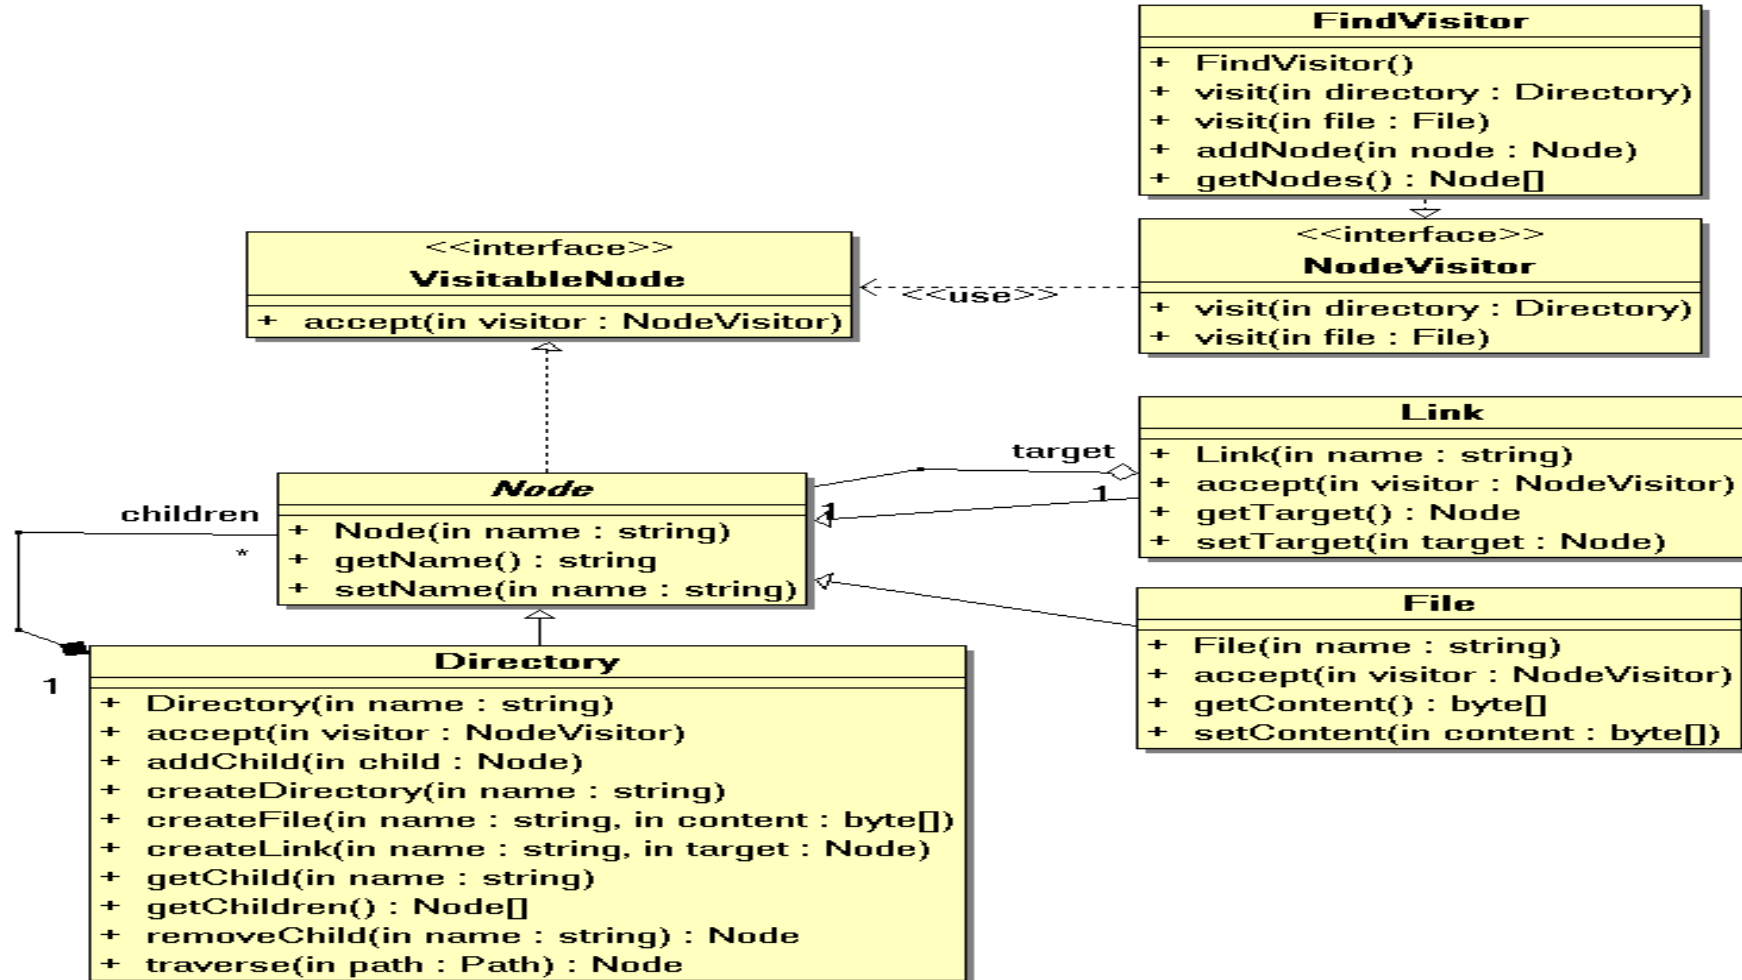 FindVisitor
+ FindVisitor()
+ visit(in directory : Directory)
+ visit(in file : File)
+ addNode(in node : Node)
+ getNodes() : Node[]
<<interface>>
VisitableNode
+ accept(in visitor : NodeVisitor)
<<use>>
<<interface>>
NodeVisitor
+ visit(in directory : Directory)
+ visit(in file : File)
target
1
1
Link
+ Link(in name : string)
+ accept(in visitor : NodeVisitor)
+ getTarget() : Node
+ setTarget(in target : Node)
children
*
1
Node
+ Node(in name : string)
+ getName() : string
+ setName(in name : string)
File
+ File(in name : string)
+ accept(in visitor : NodeVisitor)
+ getContent() : byte[]
+ setContent(in content : byte[])
Directory
+ Directory(in name : string)
+ accept(in visitor : NodeVisitor)
+ addChild(in child : Node)
+ createDirectory(in name : string)
+ createFile(in name : string, in content : byte[])
+ createLink(in name : string, in target : Node)
+ getChild(in name : string)
+ getChildren() : Node[]
+ removeChild(in name : string) : Node
+ traverse(in path : Path) : Node